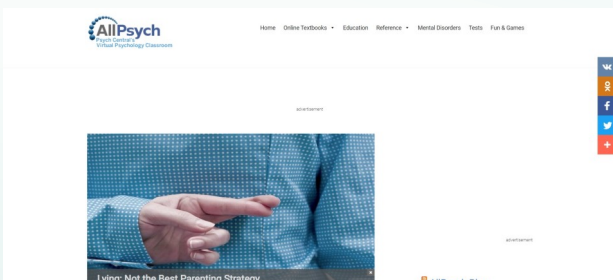 AllPsych
Psych Central's
Virtual Psychology Classroom
Home Online Textbooks Education Reference Mental Disorders Tests Fun & Games
advertisement
Lying: Not the Best Parenting Strategy
advertisement